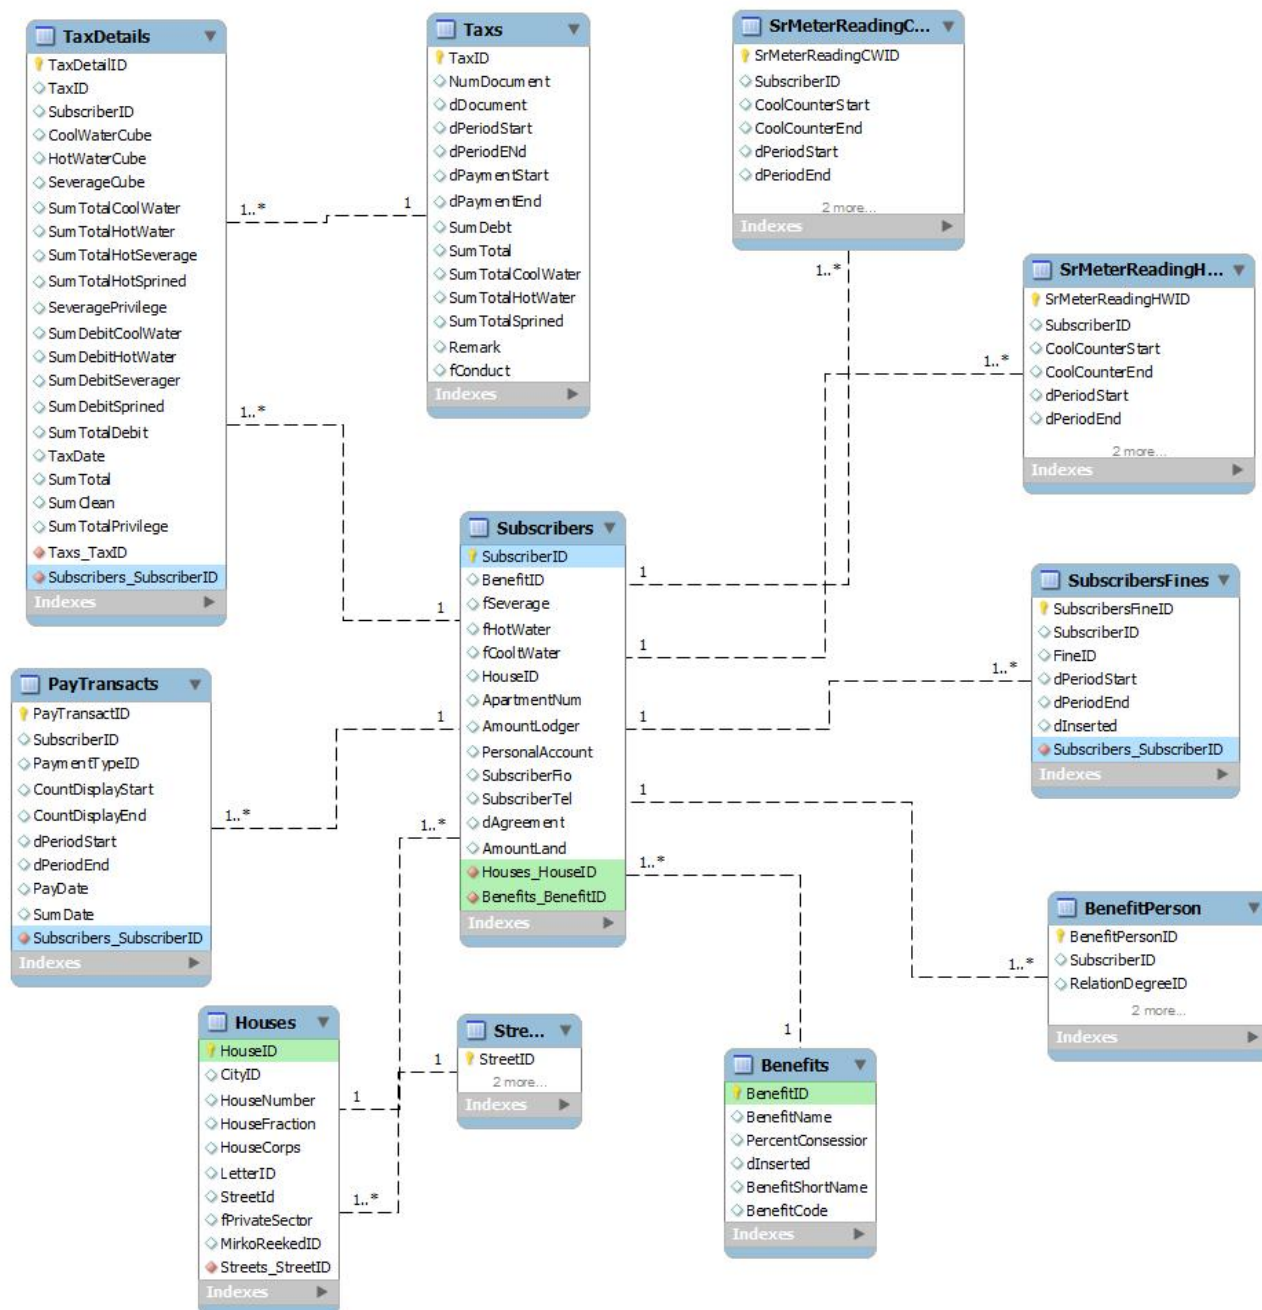 TaxDetails
TaxDetailID
TaxID
SubscriberID
CoolWaterCube
HotWaterCube
SeverageCube
SumTotalCoolWater
SumTotalHotWater
SumTotalHotSeverage
SumTotalHotSprined
SeveragePrivilege
SumDebitCoolWater
SumDebitHotWater
SumDebitSeverager
SumDebitSprined
SumTotalDebit
TaxDate
SumTotal
SumClean
SumTotalPrivilege
Taxs_TaxID
Subscribers_SubscriberID
Indexes
1..*
1
1..*
1
Taxs
TaxID
NumDocument
dDocument
dPeriodStart
dPeriodENd
dPaymentStart
dPaymentEnd
SumDebt
SumTotal
SumTotalCoolWater
SumTotalHotWater
SumTotalSprined
Remark
fConduct
Indexes
SrMeterReadingC...
SrMeterReadingCWID
SubscriberID
CoolCounterStart
CoolCounterEnd
dPeriodStart
dPeriodEnd
2 more...
Indexes
1..*
1
SrMeterReadingH...
SrMeterReadingHWID
SubscriberID
CoolCounterStart
CoolCounterEnd
dPeriodStart
dPeriodEnd
2 more...
Indexes
1..*
1
Subscribers
SubscriberID
BenefitID
fSeverage
fHotWater
fCooltWater
HouseID
ApartmentNum
AmountLodger
PersonalAccount
SubscriberFio
SubscriberTel
dAgreement
AmountLand
Houses_HouseID
Benefits_BenefitID
Indexes
SubscribersFines
SubscribersFineID
SubscriberID
FineID
dPeriodStart
dPeriodEnd
dInserted
Subscribers_SubscriberID
Indexes
1..*
1
PayTransacts
PayTransactID
SubscriberID
PaymentTypeID
CountDisplayStart
CountDisplayEnd
dPeriodStart
dPeriodEnd
PayDate
SumDate
Subscribers_SubscriberID
Indexes
1..*
1
BenefitPerson
BenefitPersonID
SubscriberID
RelationDegreeID
2 more...
Indexes
1..*
1
Houses
HouseID
CityID
HouseNumber
HouseFraction
HouseCorps
LetterID
StreetId
fPrivateSector
MirkoReekedID
Streets_StreetID
Indexes
1
1..*
1..*
1
Stre...
StreetID
2 more...
Indexes
Benefits
BenefitID
BenefitName
PercentConsession
dInserted
BenefitShortName
BenefitCode
Indexes
1
1..*